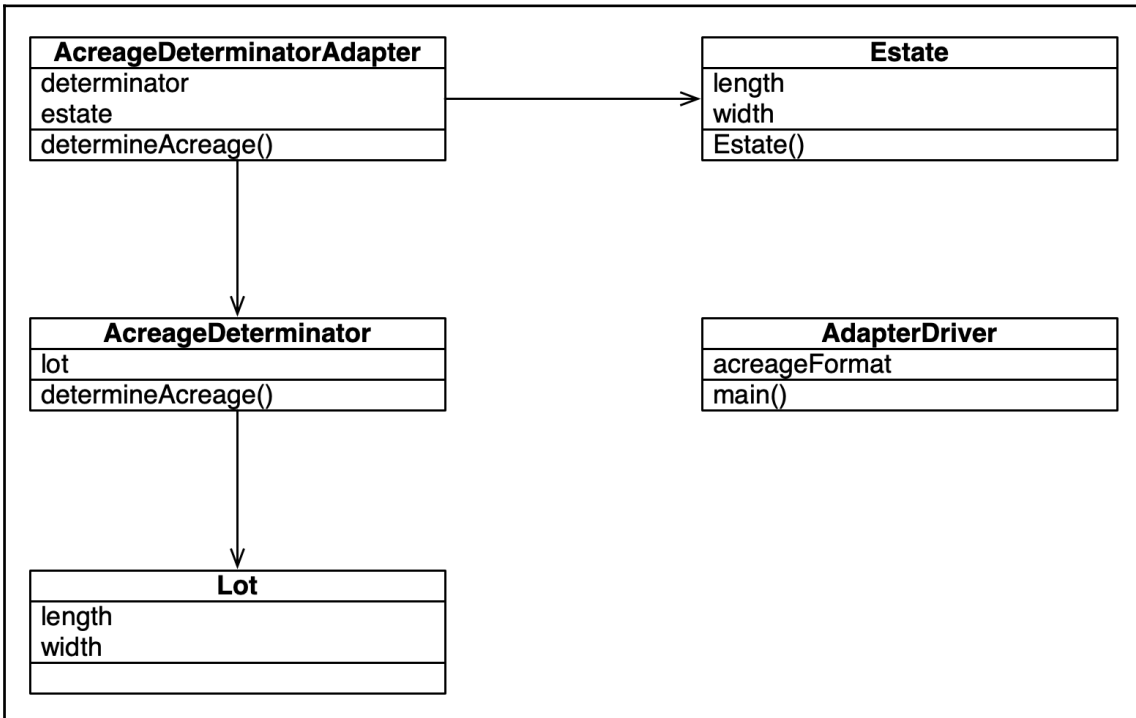 AcreageDeterminatorAdapter
determinator
estate
determineAcreage()
Estate
length
width
Estate()
AcreageDeterminator
lot
determineAcreage()
AdapterDriver
acreageFormat
main()
Lot
length
width